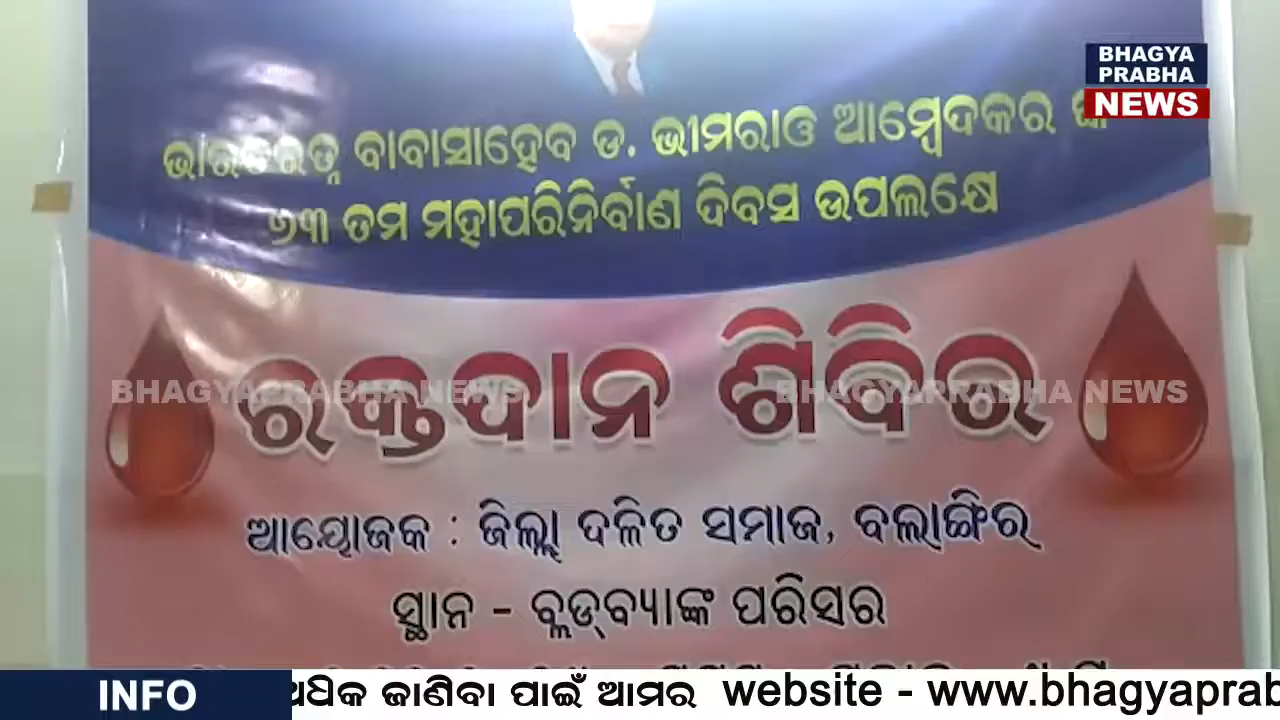 BHAGYA
PRABHA
NEWS
ଭାରତରତ୍ନ ବାବାସାହେବ ଡ. ଭୀମରାଓ ଆମ୍ବେଦକର ଙ୍କ
୬୩ ତମ ମହାପରିନିର୍ବାଣ ଦିବସ ଉପଲକ୍ଷେ
ରକ୍ତଦାନ ଶିବିର
BHAGYAPRABHA NEWS BHAGYAPRABHA NEWS
ଆୟୋଜକ : ଜିଲ୍ଲା ଦଳିତ ସମାଜ, ବଲାଙ୍ଗିର
ସ୍ଥାନ - ବ୍ଲଡ୍‌ବ୍ୟାଙ୍କ ପରିସର
INFO ଅଧିକ ଜାଣିବା ପାଇଁ ଆମର website - www.bhagyaprab